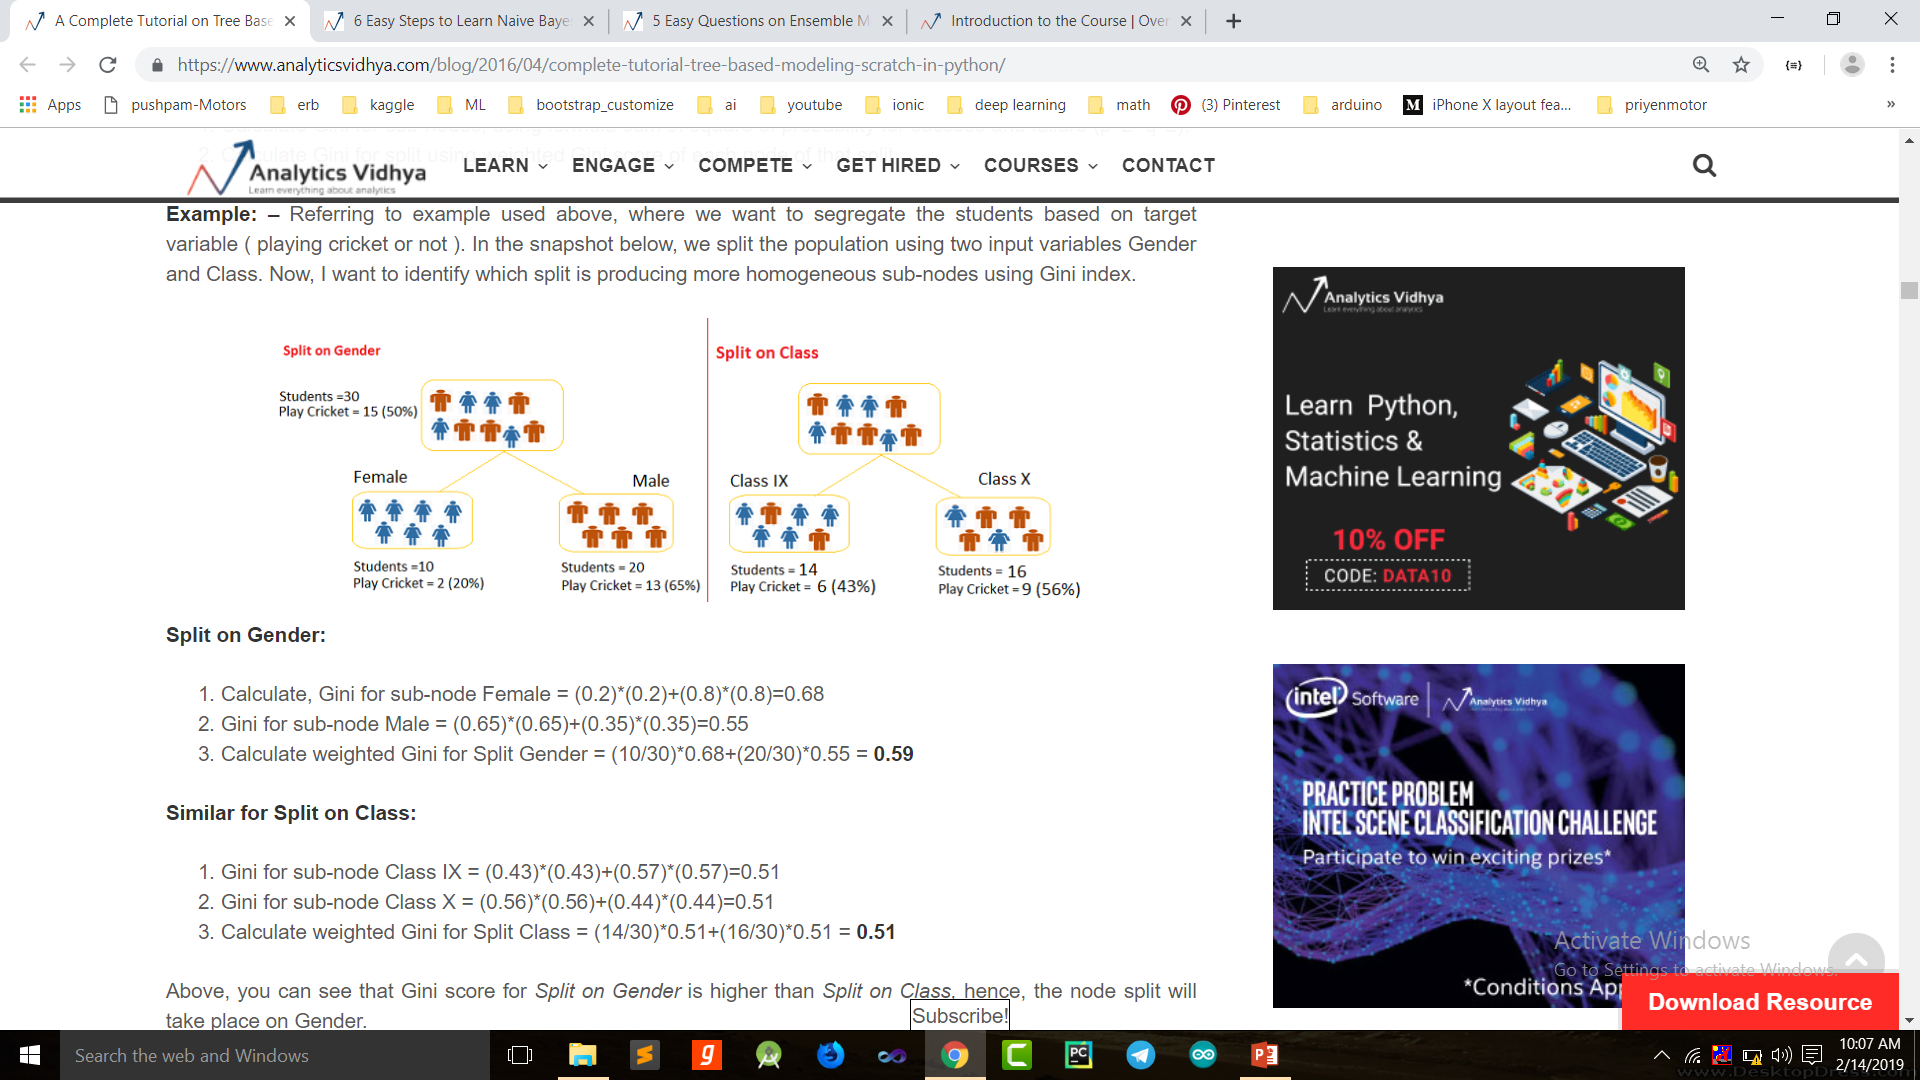 A Complete Tutorial on Tree Base
6 Easy Steps to Learn Naive Baye
5 Easy Questions on Ensemble M
Introduction to the Course | Over
https://www.analyticsvidhya.com/blog/2016/04/complete-tutorial-tree-based-modeling-scratch-in-python/
Apps
pushpam-Motors
erb
kaggle
ML
bootstrap_customize
ai
youtube
ionic
deep learning
math
(3) Pinterest
arduino
M
iPhone X layout fea...
priyenmotor
»
Analytics Vidhya
Learn everything about analytics
LEARN
ENGAGE
COMPETE
GET HIRED
COURSES
CONTACT
Example: – Referring to example used above, where we want to segregate the students based on target
variable ( playing cricket or not ). In the snapshot below, we split the population using two input variables Gender
and Class. Now, I want to identify which split is producing more homogeneous sub-nodes using Gini index.
Split on Gender
Students =30
Play Cricket = 15 (50%)
Female
Male
Students =10
Play Cricket = 2 (20%)
Students = 20
Play Cricket = 13 (65%)
Split on Class
Class IX
Class X
Students = 14
Play Cricket = 6 (43%)
Students = 16
Play Cricket = 9 (56%)
Split on Gender:
1. Calculate, Gini for sub-node Female = (0.2)*(0.2)+(0.8)*(0.8)=0.68
2. Gini for sub-node Male = (0.65)*(0.65)+(0.35)*(0.35)=0.55
3. Calculate weighted Gini for Split Gender = (10/30)*0.68+(20/30)*0.55 = 0.59
Similar for Split on Class:
1. Gini for sub-node Class IX = (0.43)*(0.43)+(0.57)*(0.57)=0.51
2. Gini for sub-node Class X = (0.56)*(0.56)+(0.44)*(0.44)=0.51
3. Calculate weighted Gini for Split Class = (14/30)*0.51+(16/30)*0.51 = 0.51
Above, you can see that Gini score for Split on Gender is higher than Split on Class, hence, the node split will
take place on Gender.
Subscribe!
Analytics Vidhya
Learn everything about analytics
Learn Python,
Statistics &
Machine Learning
10% OFF
CODE: DATA10
intel Software
Analytics Vidhya
PRACTICE PROBLEM
INTEL SCENE CLASSIFICATION CHALLENGE
Participate to win exciting prizes*
*Conditions App
Activate Windows
Go to Settings to activate Windows.
Download Resource
Search the web and Windows
10:07 AM
2/14/2019